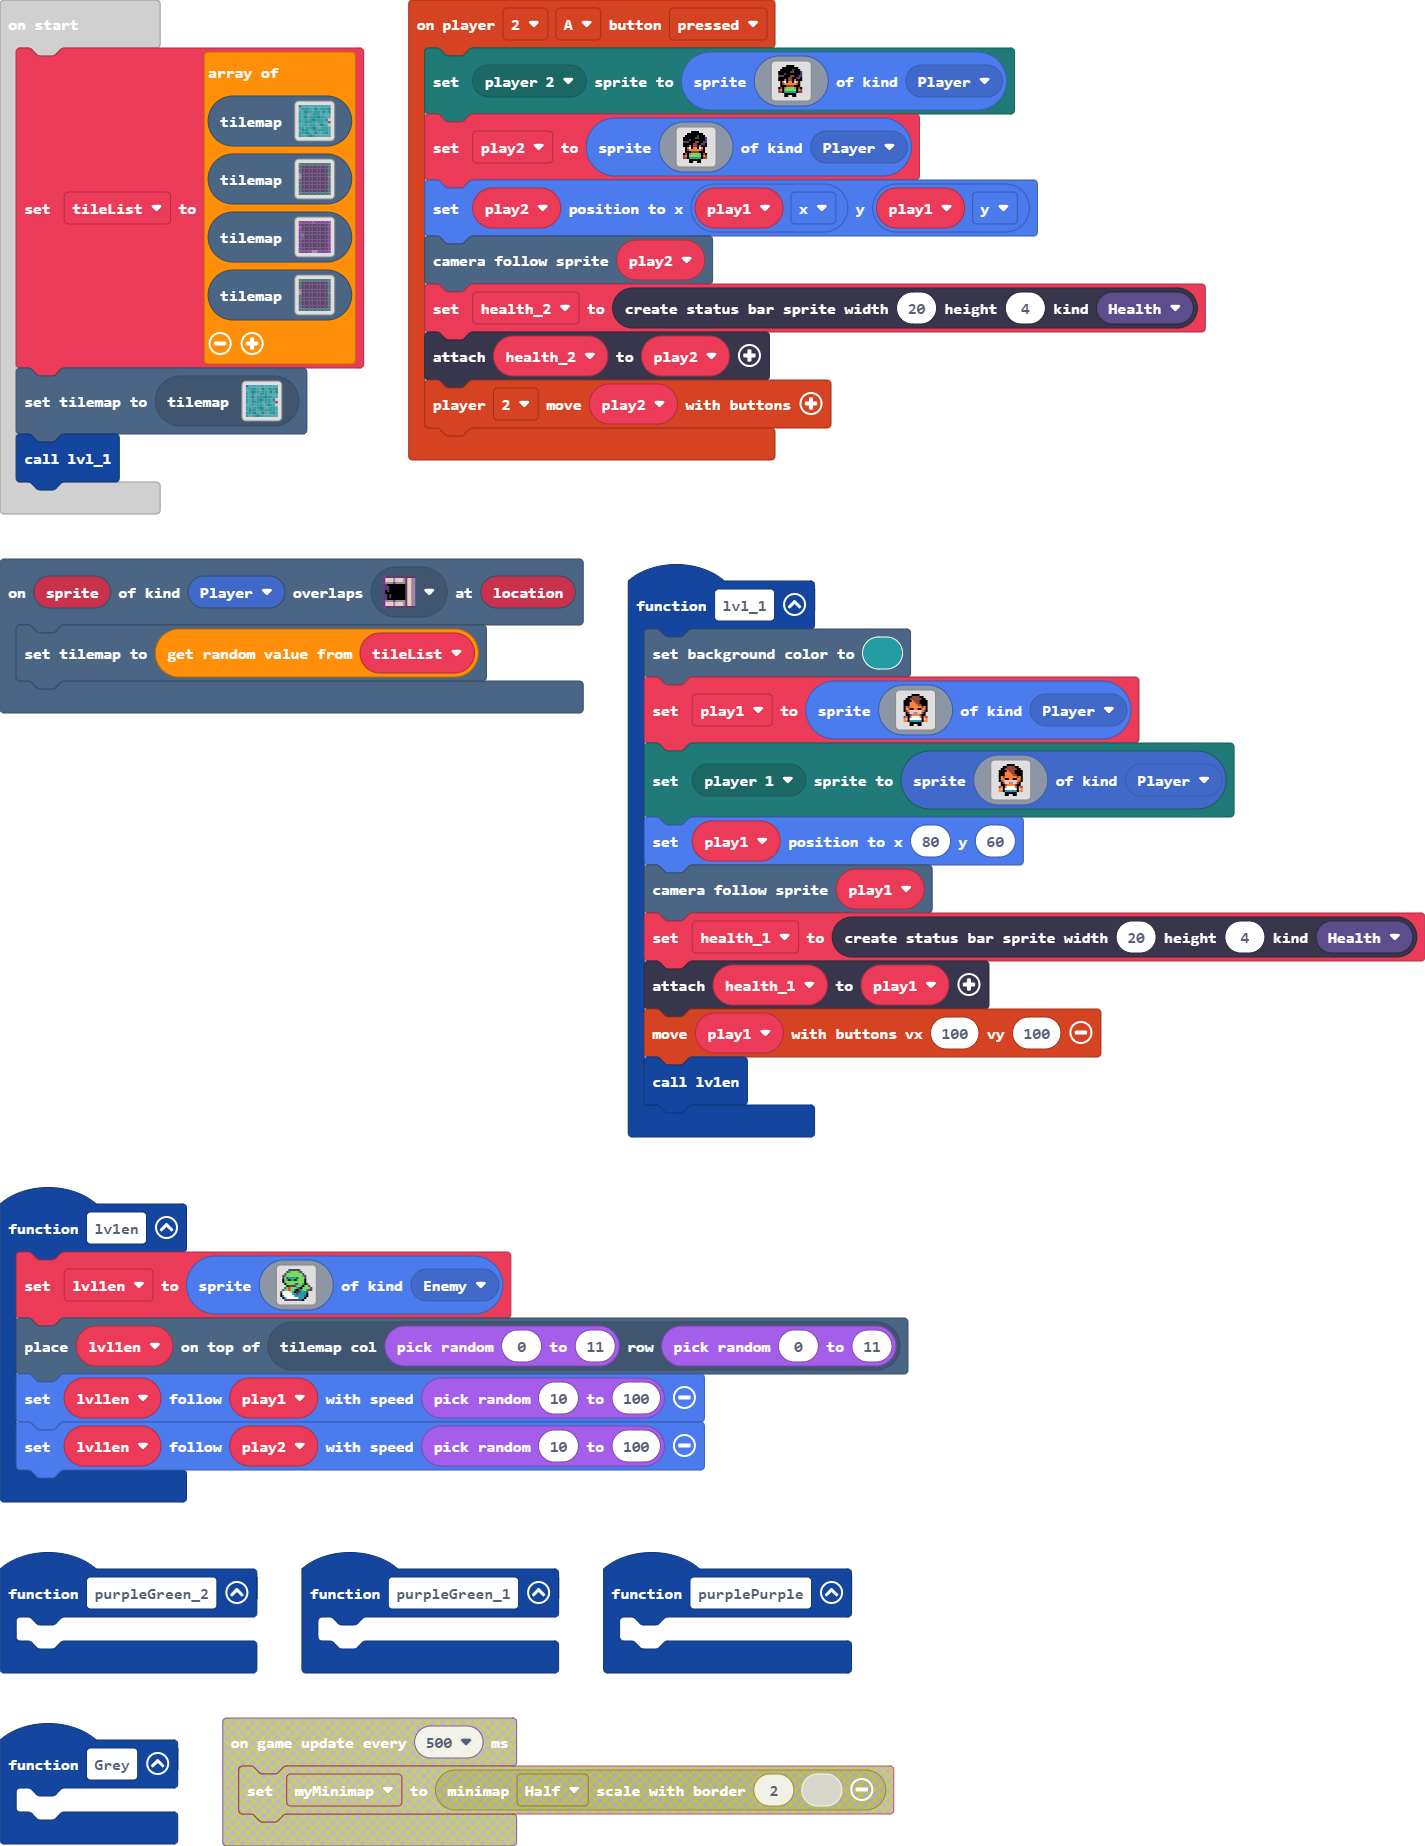 on start
array of
tilemap
tilemap
tilemap
set tileList to
tilemap
set tilemap to tilemap
call lvl_1
on player 2 A button pressed
set player 2 sprite to sprite of kind Player
set play2 to sprite of kind Player
set play2 position to x play1 x y play1 y
camera follow sprite play2
set health_2 to create status bar sprite width 20 height 4 kind Health
attach health_2 to play2
player 2 move play2 with buttons
on sprite of kind Player overlaps at location
set tilemap to get random value from tileList
function lvl_1
set background color to
set play1 to sprite of kind Player
set player 1 sprite to sprite of kind Player
set play1 position to x 80 y 60
camera follow sprite play1
set health_1 to create status bar sprite width 20 height 4 kind Health
attach health_1 to play1
move play1 with buttons vx 100 vy 100
call lv1en
function lv1en
set lvl1en to sprite of kind Enemy
place lvl1en on top of tilemap col pick random 0 to 11 row pick random 0 to 11
set lvl1en follow play1 with speed pick random 10 to 100
set lvl1en follow play2 with speed pick random 10 to 100
function purpleGreen_2
function purpleGreen_1
function purplePurple
function Grey
on game update every 500 ms
set myMinimap to minimap Half scale with border 2